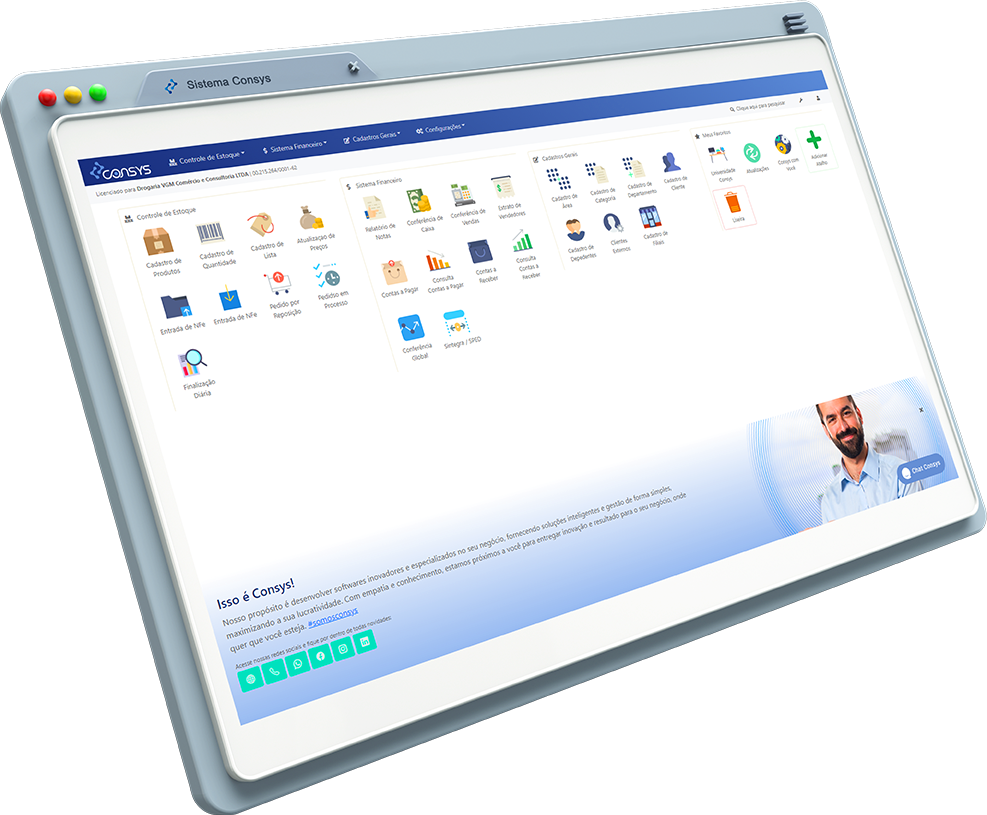 Sistema Consys
CONSYS
Controle de Estoque
Sistema Financeiro
Cadastros Gerais
Configurações
Clique aqui para pesquisar
Licenciado para Drogaria VGM Comércio e Consultoria LTDA | 00.215.284/0001-42
Controle de Estoque
Cadastro de Produtos
Cadastro de Quantidade
Cadastro de Lista
Atualização de Preços
Entrada de NFe
Entrada de NFe
Pedido por Reposição
Pedidso em Processo
Finalização Diária
Sistema Financeiro
Relatório de Notas
Conferência de Caixa
Conferência de Vendas
Extrato de Vendedores
Contas a Pagar
Consulta Contas a Pagar
Contas a Receber
Consulta Contas a Receber
Conferência Global
Sintegra / SPED
Cadastros Gerais
Cadastro de Área
Cadastro de Categoria
Cadastro de Departamento
Cadastro de Cliente
Cadastro de Depedentes
Clientes Externos
Cadastro de Filiais
Meus Favoritos
Universidade Consys
Atualizações
Consys com Você
Adicionar Atalho
Lixeira
Chat Consys
Isso é Consys!
Nosso propósito é desenvolver softwares inovadores e especializados no seu negócio, fornecendo soluções inteligentes e gestão de forma simples,
maximizando a sua lucratividade. Com empatia e conhecimento, estamos próximos a você para entregar inovação e resultado para o seu negócio, onde
quer que você esteja. #somosconsys
Acesse nossas redes sociais e fique por dentro de todas novidades: